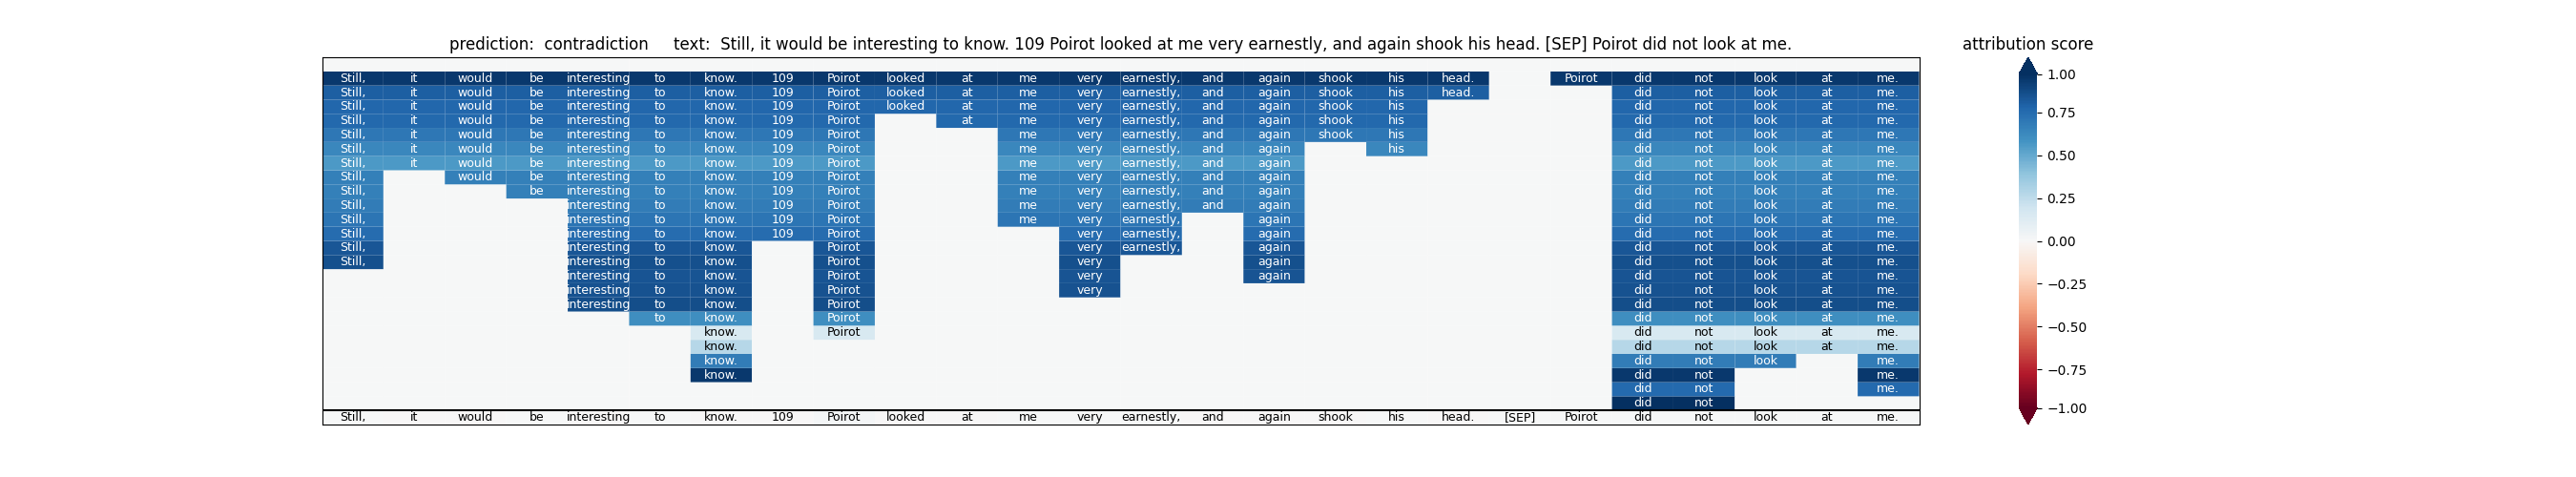 prediction: contradiction text: Still, it would be interesting to know. 109 Poirot looked at me very earnestly, and again shook his head. [SEP] Poirot did not look at me. attribution score
Still, it would be interesting to know. 109 Poirot looked at me very earnestly, and again shook his head. Poirot did not look at me. 1.00
Still, it would be interesting to know. 109 Poirot looked at me very earnestly, and again shook his head. did not look at me.
Still, it would be interesting to know. 109 Poirot looked at me very earnestly, and again shook his did not look at me. 0.75
Still, it would be interesting to know. 109 Poirot at me very earnestly, and again shook his did not look at me.
Still, it would be interesting to know. 109 Poirot me very earnestly, and again shook his did not look at me.
Still, it would be interesting to know. 109 Poirot me very earnestly, and again his did not look at me. 0.50
Still, it would be interesting to know. 109 Poirot me very earnestly, and again did not look at me.
Still, would be interesting to know. 109 Poirot me very earnestly, and again did not look at me.
Still, be interesting to know. 109 Poirot me very earnestly, and again did not look at me. 0.25
Still, interesting to know. 109 Poirot me very earnestly, and again did not look at me.
Still, interesting to know. 109 Poirot me very earnestly, again did not look at me.
Still, interesting to know. 109 Poirot very earnestly, again did not look at me. 0.00
Still, interesting to know. Poirot very earnestly, again did not look at me.
Still, interesting to know. Poirot very again did not look at me.
interesting to know. Poirot very again did not look at me. −0.25
interesting to know. Poirot very did not look at me.
interesting to know. Poirot did not look at me.
to know. Poirot did not look at me. −0.50
know. Poirot did not look at me.
know. did not look at me.
know. did not look me. −0.75
know. did not me.
did not me.
did not −1.00
Still, it would be interesting to know. 109 Poirot looked at me very earnestly, and again shook his head. [SEP] Poirot did not look at me.